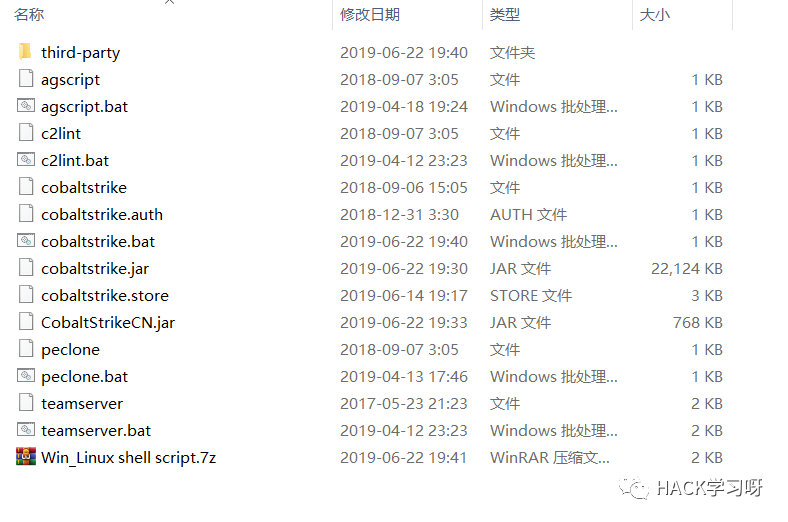 名称 修改日期 类型 大小
third-party 2019-06-22 19:40 文件夹
agscript 2018-09-07 3:05 文件 1 KB
agscript.bat 2019-04-18 19:24 Windows 批处理... 1 KB
c2lint 2018-09-07 3:05 文件 1 KB
c2lint.bat 2019-04-12 23:23 Windows 批处理... 1 KB
cobaltstrike 2018-09-06 15:05 文件 1 KB
cobaltstrike.auth 2018-12-31 3:30 AUTH 文件 1 KB
cobaltstrike.bat 2019-06-22 19:40 Windows 批处理... 1 KB
cobaltstrike.jar 2019-06-22 19:30 JAR 文件 22,124 KB
cobaltstrike.store 2019-06-14 19:17 STORE 文件 3 KB
CobaltStrikeCN.jar 2019-06-22 19:33 JAR 文件 768 KB
peclone 2018-09-07 3:05 文件 1 KB
peclone.bat 2019-04-13 17:46 Windows 批处理... 1 KB
teamserver 2017-05-23 21:23 文件 2 KB
teamserver.bat 2019-04-12 23:23 Windows 批处理... 2 KB
Win_Linux shell script.7z 2019-06-22 19:41 WinRAR 压缩文... 2 KB
HACK学习呀